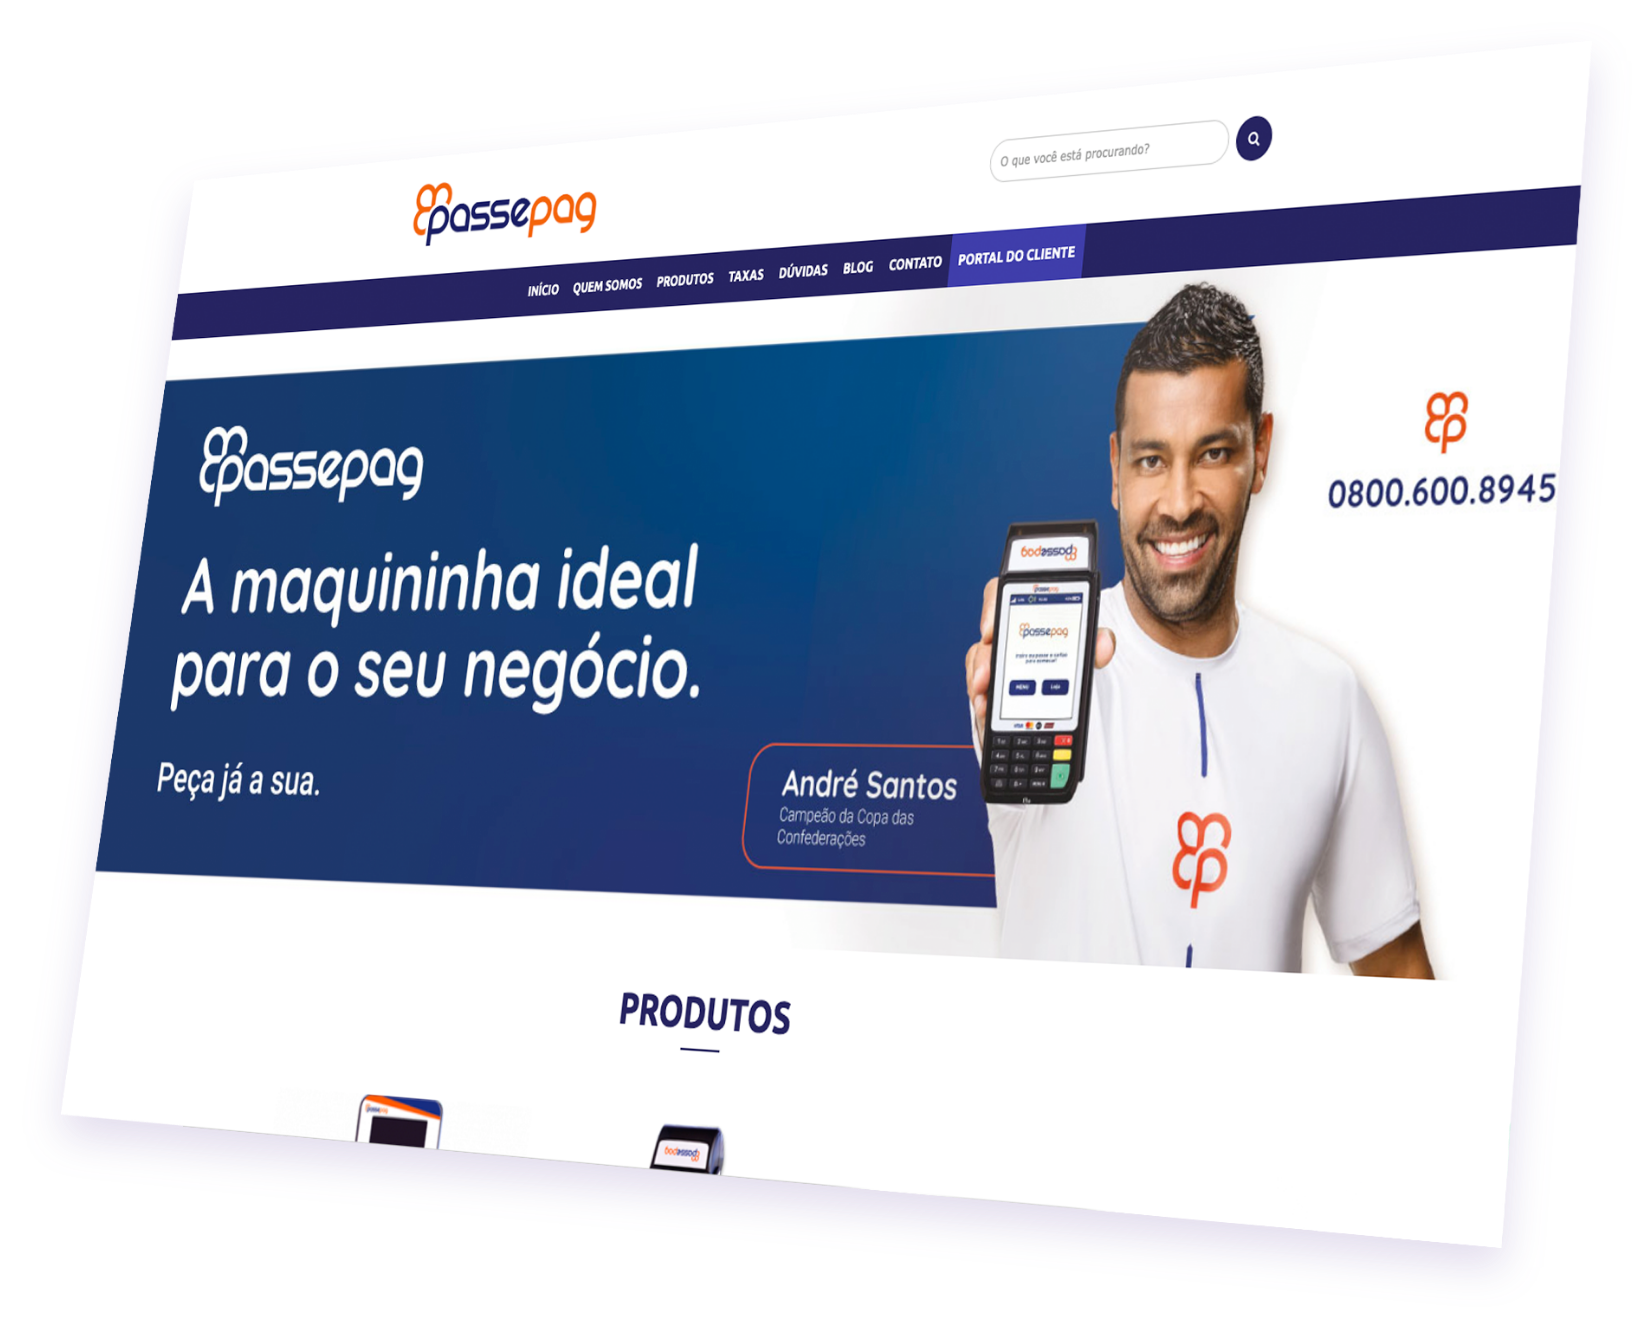 O que você está procurando?
passepag
INÍCIO QUEM SOMOS PRODUTOS TAXAS DÚVIDAS BLOG CONTATO PORTAL DO CLIENTE
passepag
0800.600.8945
A maquininha ideal
para o seu negócio.
Peça já a sua.
André Santos
Campeão da Copa das
Confederações
passepag
passepag
MENU
PRODUTOS
passepag
passepag